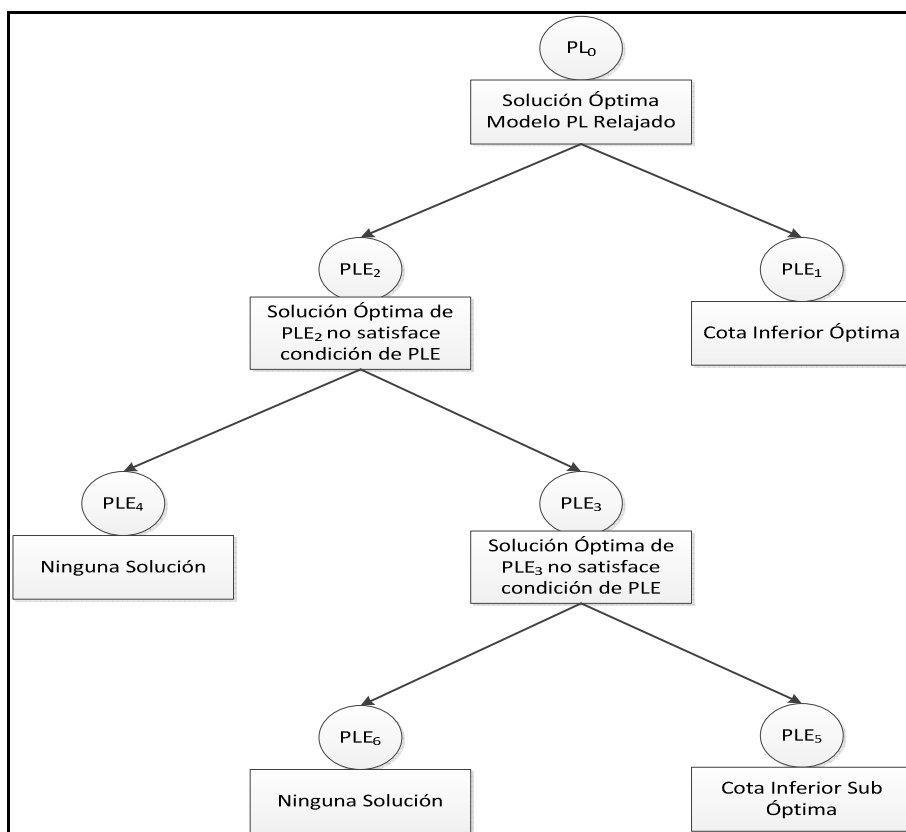 PL₀
Solución Óptima
Modelo PL Relajado
PLE₂
Solución Óptima de
PLE₂ no satisface
condición de PLE
PLE₁
Cota Inferior Óptima
PLE₄
Ninguna Solución
PLE₃
Solución Óptima de
PLE₃ no satisface
condición de PLE
PLE₆
Ninguna Solución
PLE₅
Cota Inferior Sub
Óptima